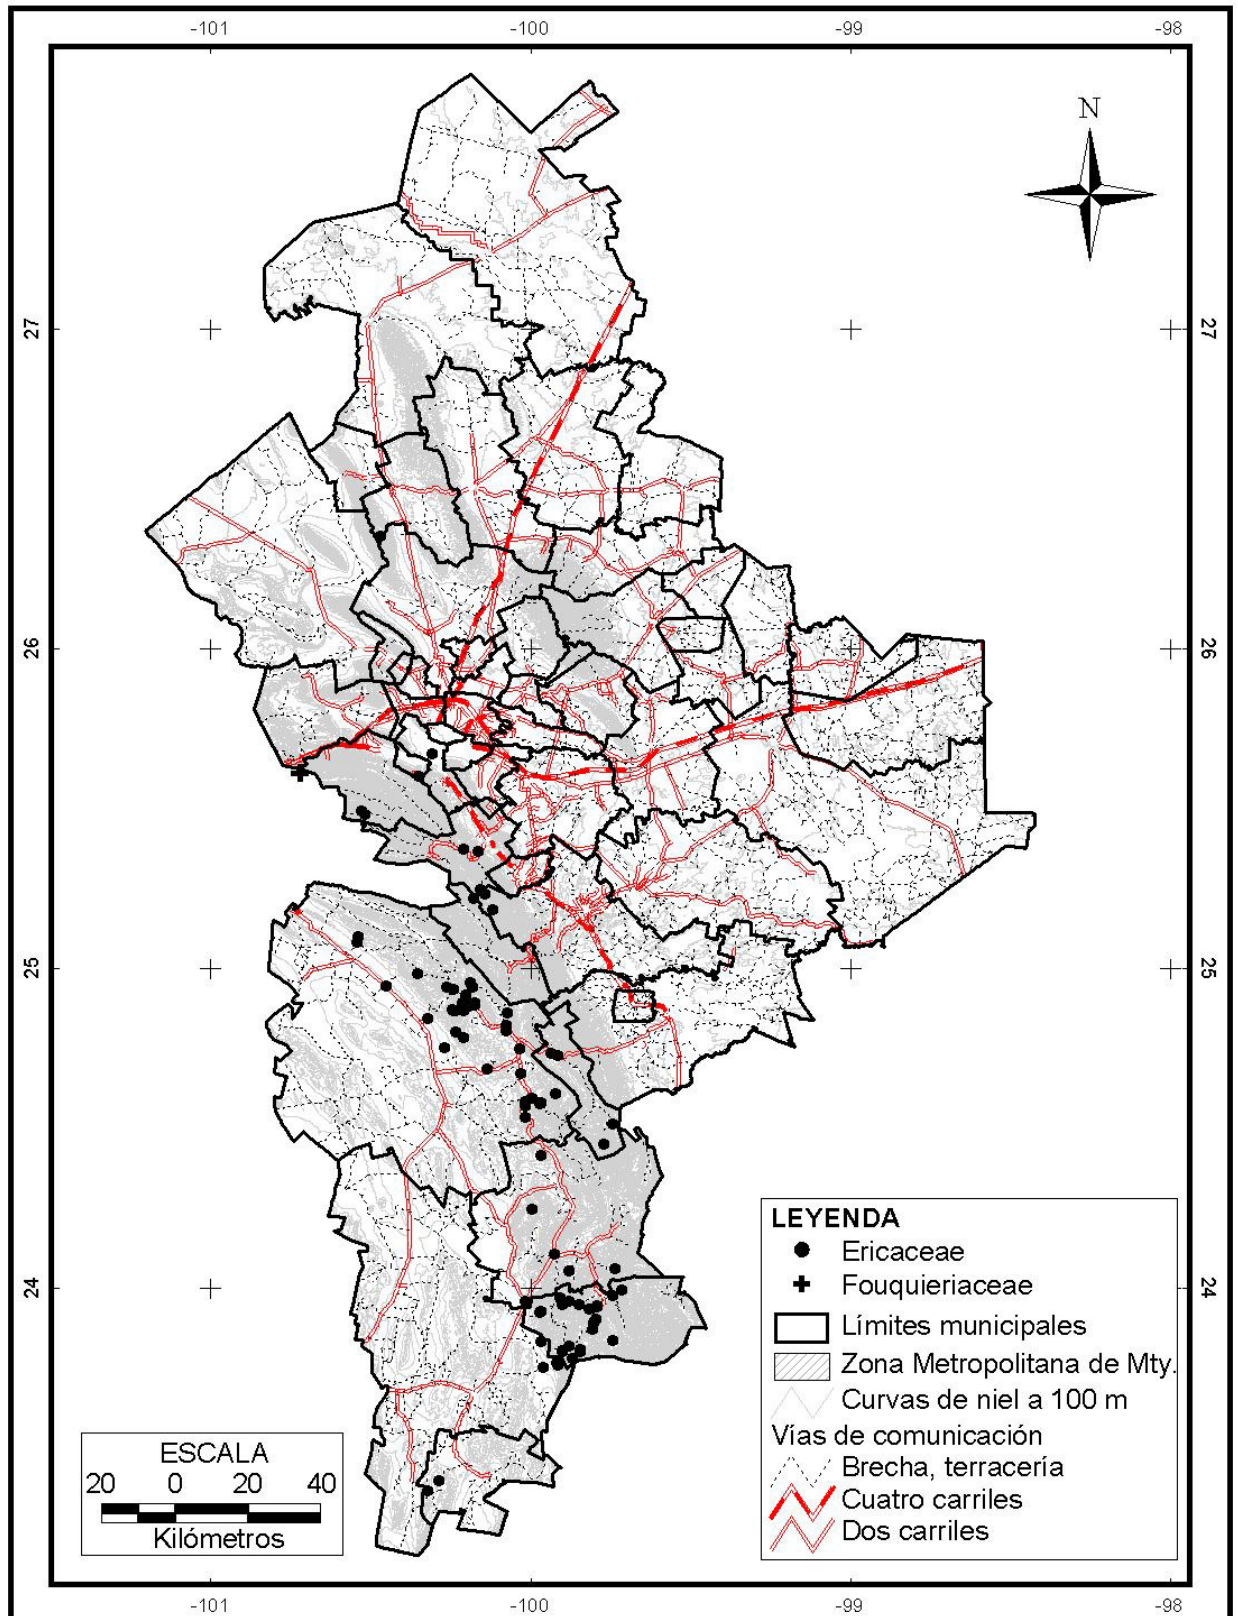 -101 -100 -99 -98
N
27 27
26 26
25 25
24 24
LEYENDA
Ericaceae
Fouquieriaceae
Límites municipales
Zona Metropolitana de Mty.
Curvas de niel a 100 m
Vías de comunicación
Brecha, terracería
Cuatro carriles
Dos carriles
ESCALA
20 0 20 40
Kilómetros
-101 -100 -99 -98